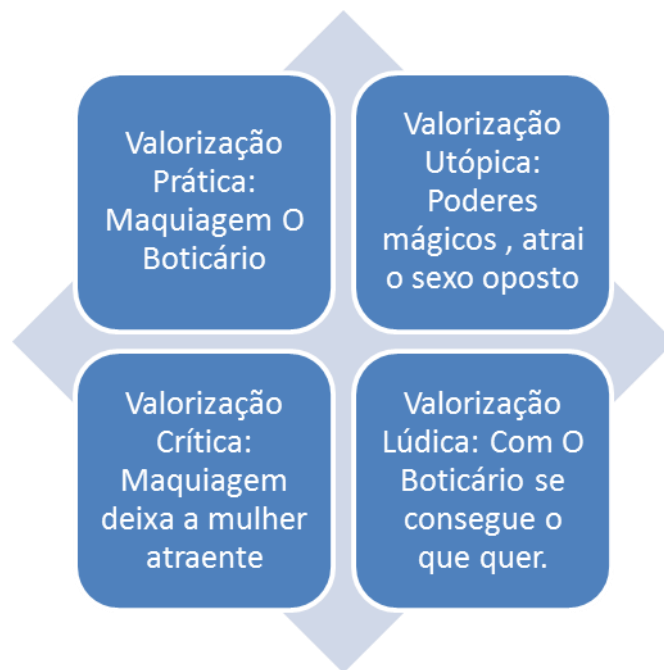 Valorização
Prática:
Maquiagem O
Boticário
Valorização
Utópica:
Poderes
mágicos , atrai
o sexo oposto
Valorização
Crítica:
Maquiagem
deixa a mulher
atraente
Valorização
Lúdica: Com O
Boticário se
consegue o
que quer.